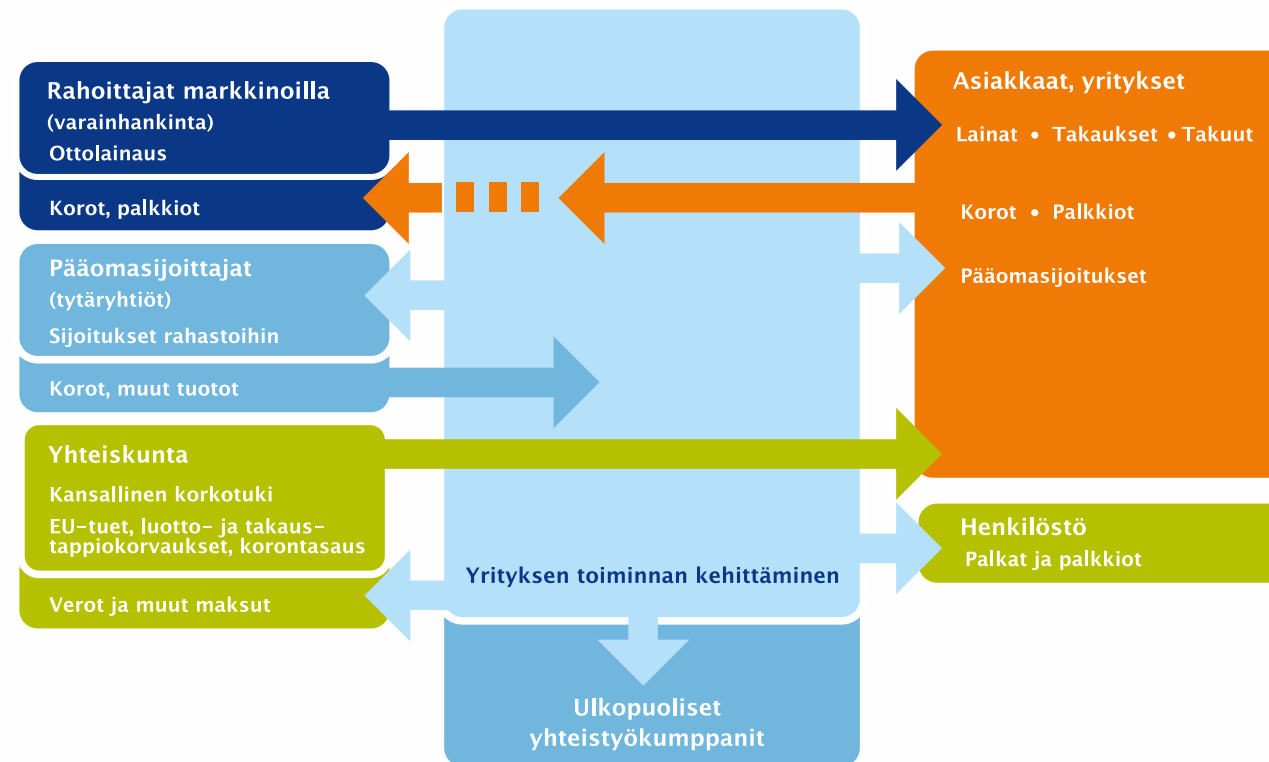 Rahoittajat markkinoilla
(varainhankinta)
Ottolainaus
Korot, palkkiot
Pääomasijoittajat
(tytäryhtiöt)
Sijoitukset rahastoihin
Korot, muut tuotot
Yhteiskunta
Kansallinen korkotuki
EU-tuet, luotto- ja takaus-
tappiokorvaukset, korontasaus
Verot ja muut maksut
Yrityksen toiminnan kehittäminen
Ulkopuoliset
yhteistyökumppanit
Asiakkaat, yritykset
Lainat • Takaukset • Takuut
Korot • Palkkiot
Pääomasijoitukset
Henkilöstö
Palkat ja palkkiot